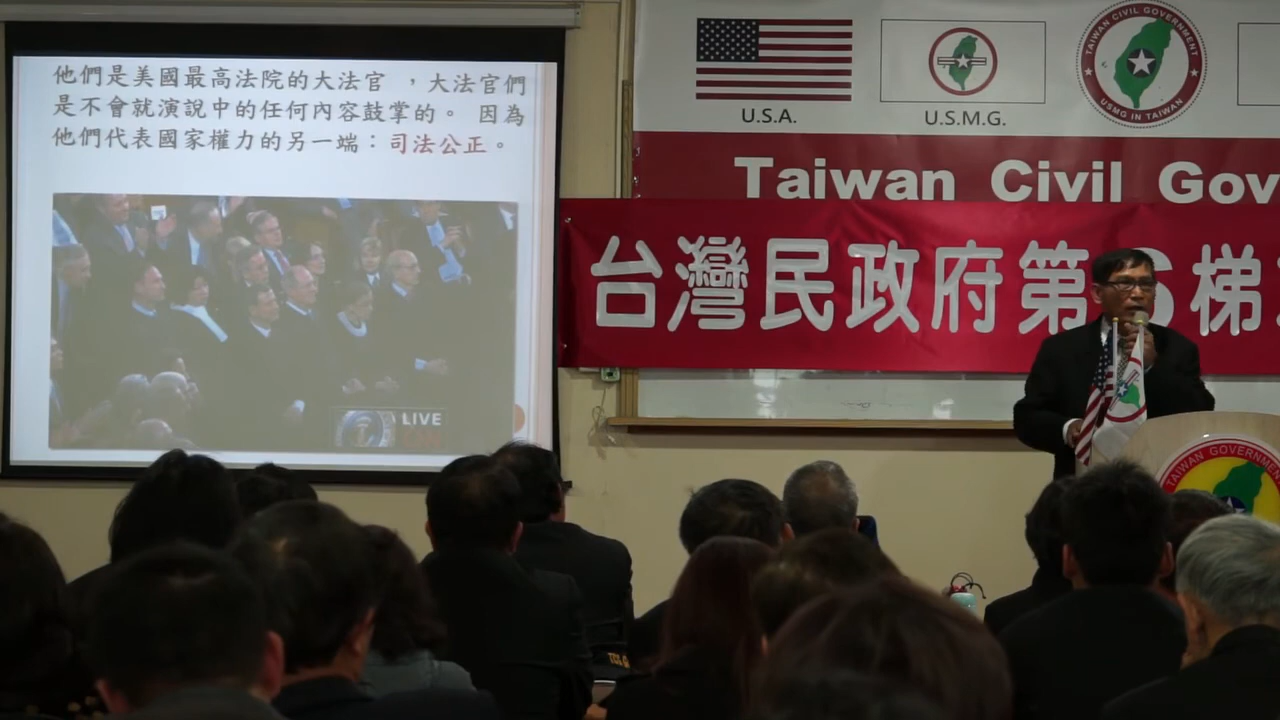 他們是美國最高法院的大法官 ，大法官們
是不會就演說中的任何內容鼓掌的。 因為
他們代表國家權力的另一端：司法公正。
LIVE
U.S.A.
U.S.M.G.
TAIWAN CIVIL GOVERNMENT
USMG IN TAIWAN
Taiwan Civil Gov
台灣民政府第6梯
TAIWAN GOVERNMENT